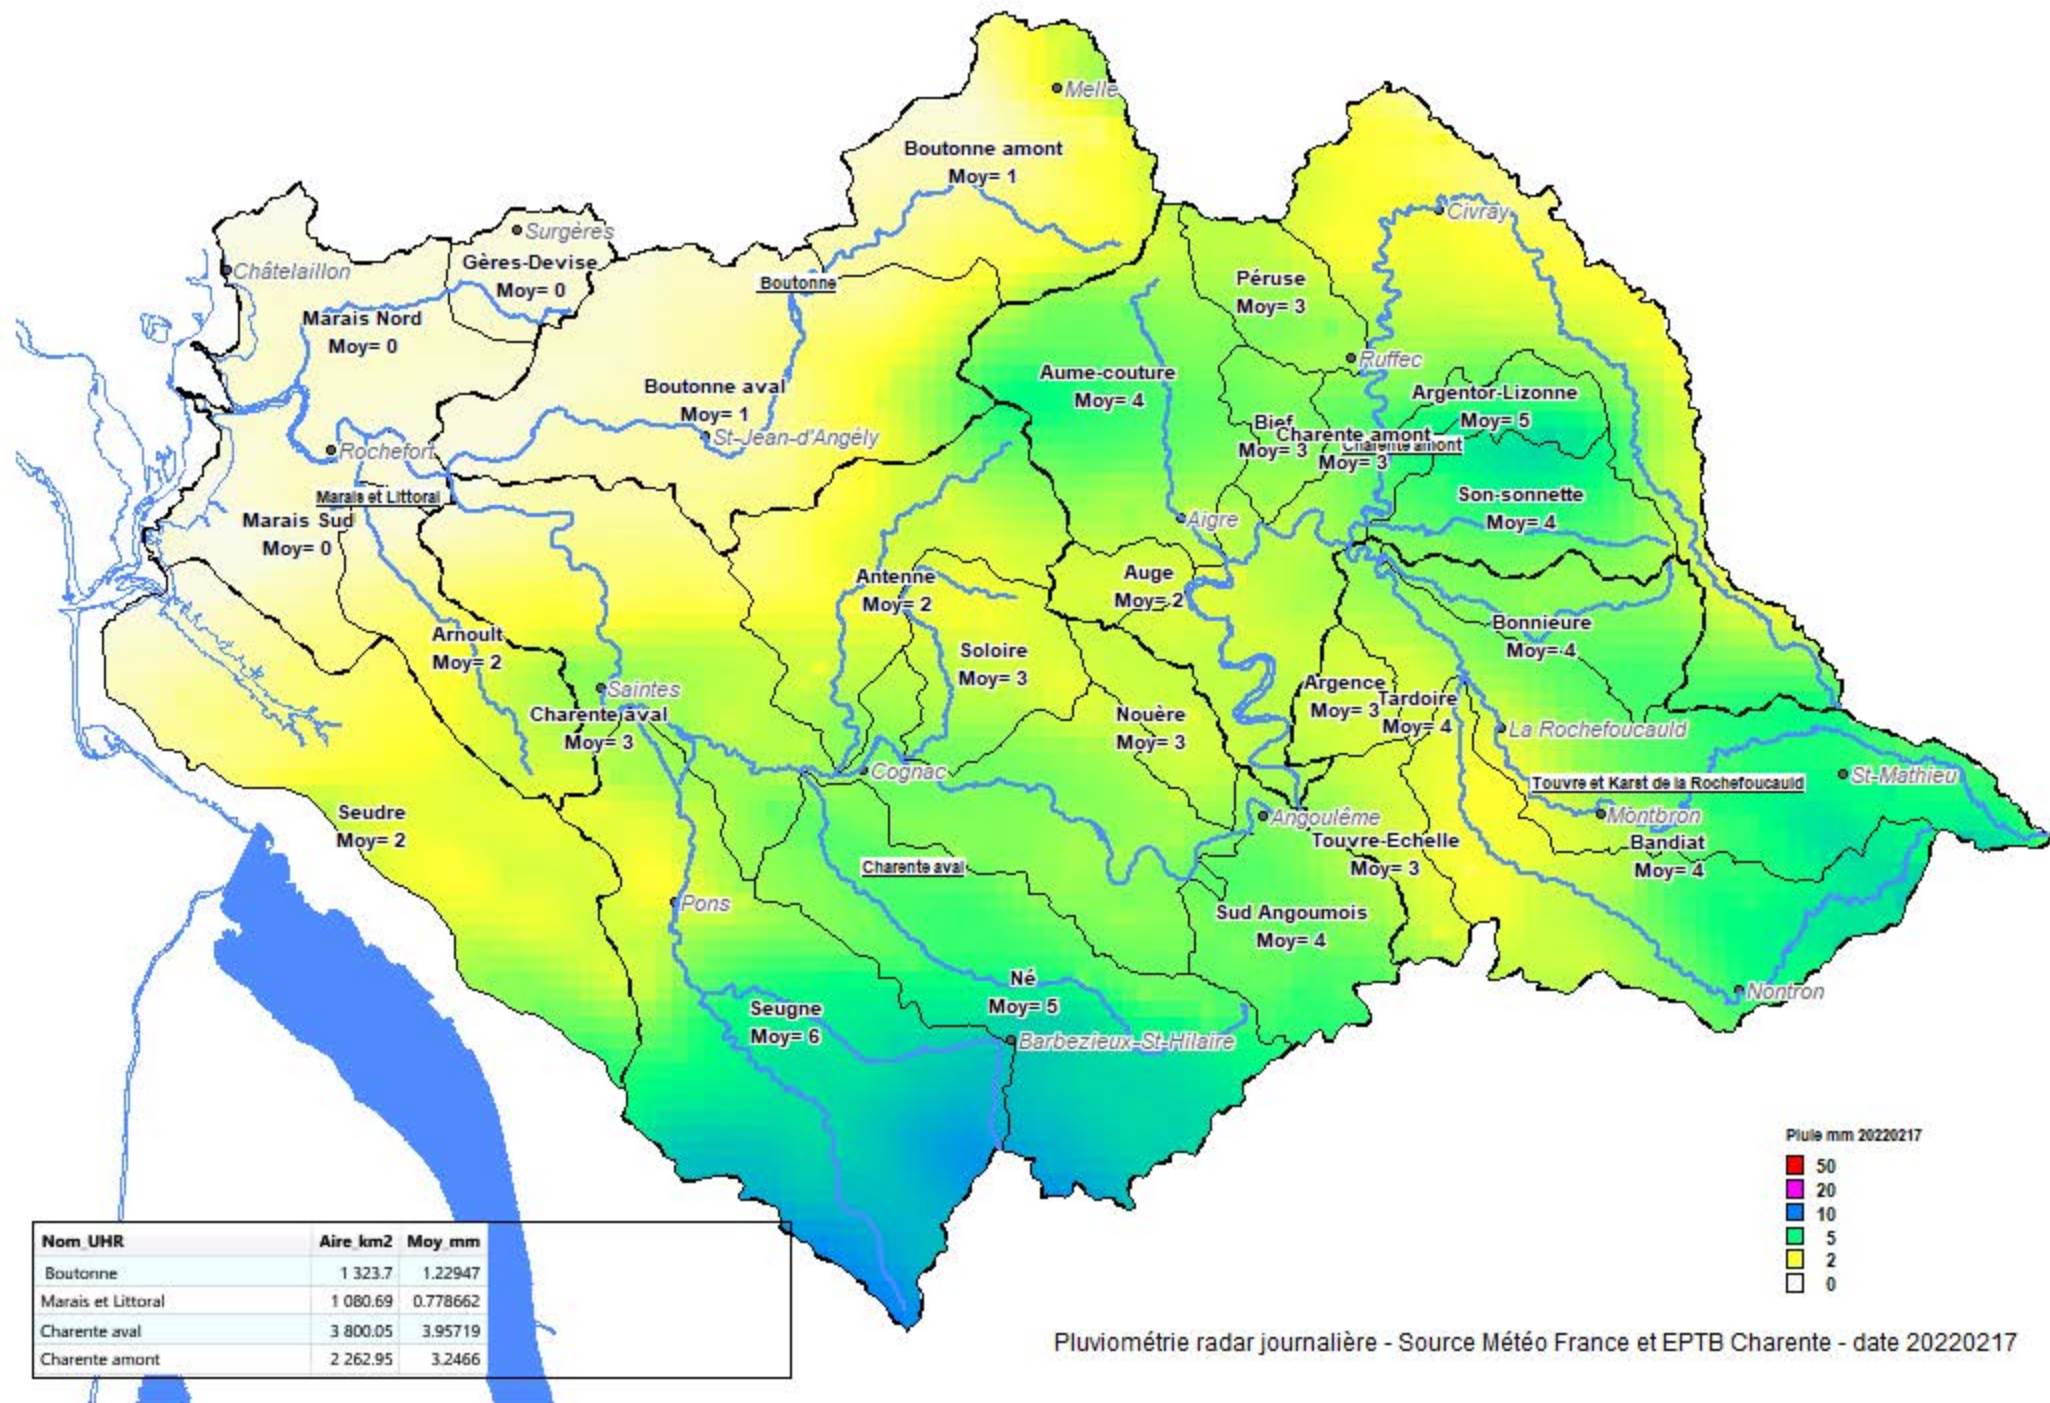 Melle
Boutonne amont
Moy= 1
Civray
Surgères
Châtelaillon
Gères-Devise
Moy= 0
Boutonne
Péruse
Moy= 3
Marais Nord
Moy= 0
Ruffec
Aume-couture
Moy= 4
Boutonne aval
Moy= 1
Argentor-Lizonne
Moy= 5
St-Jean-d'Angély
Bief
Moy= 3
Charente amont
Moy= 3
Charente amont
Rochefort
Marais et Littoral
Son-sonnette
Moy= 4
Marais Sud
Moy= 0
Aigre
Antenne
Moy= 2
Auge
Moy= 2
Bonnieure
Moy= 4
Arnoult
Moy= 2
Soloire
Moy= 3
Saintes
Argence
Moy= 3
Tardoire
Moy= 4
Charente aval
Moy= 3
Nouère
Moy= 3
La Rochefoucauld
Cognac
Touvre et Karst de la Rochefoucauld
St-Mathieu
Seudre
Moy= 2
Angoulême
Montbron
Touvre-Echelle
Moy= 3
Bandiat
Moy= 4
Charente aval
Pons
Sud Angoumois
Moy= 4
Né
Moy= 5
Nontron
Seugne
Moy= 6
Barbezieux-St-Hilaire
Pluie mm 20220217
50
20
10
5
2
0
Nom_UHR Aire_km2 Moy_mm
Boutonne 1 323.7 1.22947
Marais et Littoral 1 080.69 0.778662
Charente aval 3 800.05 3.95719
Charente amont 2 262.95 3.2466
Pluviométrie radar journalière - Source Météo France et EPTB Charente - date 20220217